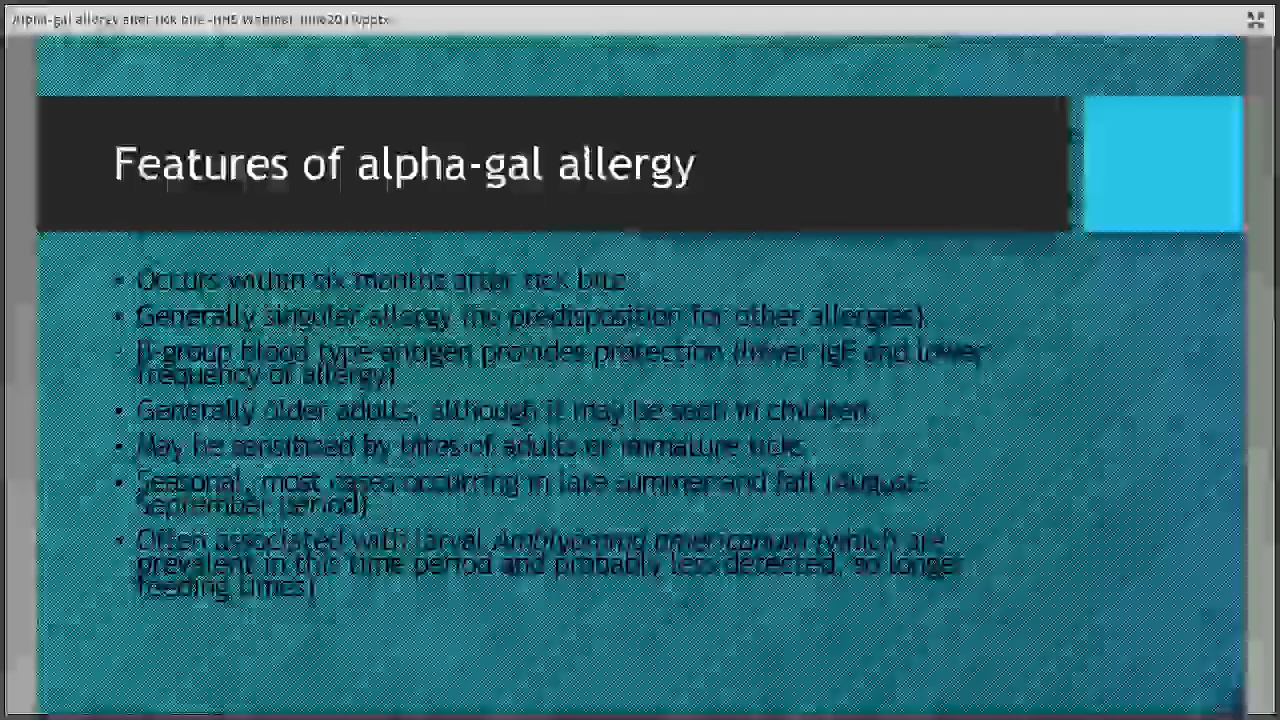 Alpha-gal allergy after tick bite -HHS Webinar June2019.pptx
Features of alpha-gal allergy
• Occurs within six months after tick bite
• Generally singular allergy (no predisposition for other allergies).
• B-group blood type antigen provides protection (lower IgE and lower
frequency of allergy)
• Generally older adults, although it may be seen in children.
• May be sensitized by bites of adults or immature ticks.
• Seasonal, most cases occurring in late summer and fall (August-
September period)
• Often associated with larval Amblyomma americanum (which are
prevalent in this time period and probably less detected, so longer
feeding times)